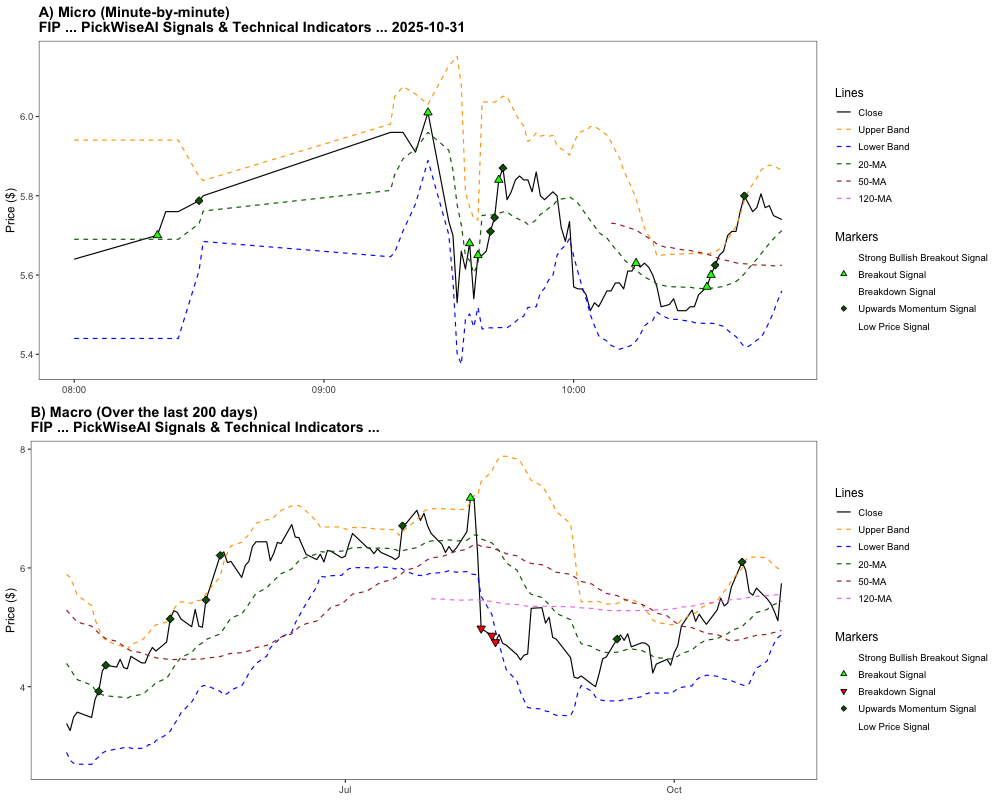 A) Micro (Minute-by-minute)
FIP ... PickWiseAI Signals & Technical Indicators ... 2025-10-31
Price ($)
6.0
5.8
5.6
5.4
08:00
09:00
10:00
Lines
Close
Upper Band
Lower Band
20-MA
50-MA
120-MA
Markers
Strong Bullish Breakout Signal
Breakout Signal
Breakdown Signal
Upwards Momentum Signal
Low Price Signal
B) Macro (Over the last 200 days)
FIP ... PickWiseAI Signals & Technical Indicators ...
Price ($)
8
6
4
Jul
Oct
Lines
Close
Upper Band
Lower Band
20-MA
50-MA
120-MA
Markers
Strong Bullish Breakout Signal
Breakout Signal
Breakdown Signal
Upwards Momentum Signal
Low Price Signal